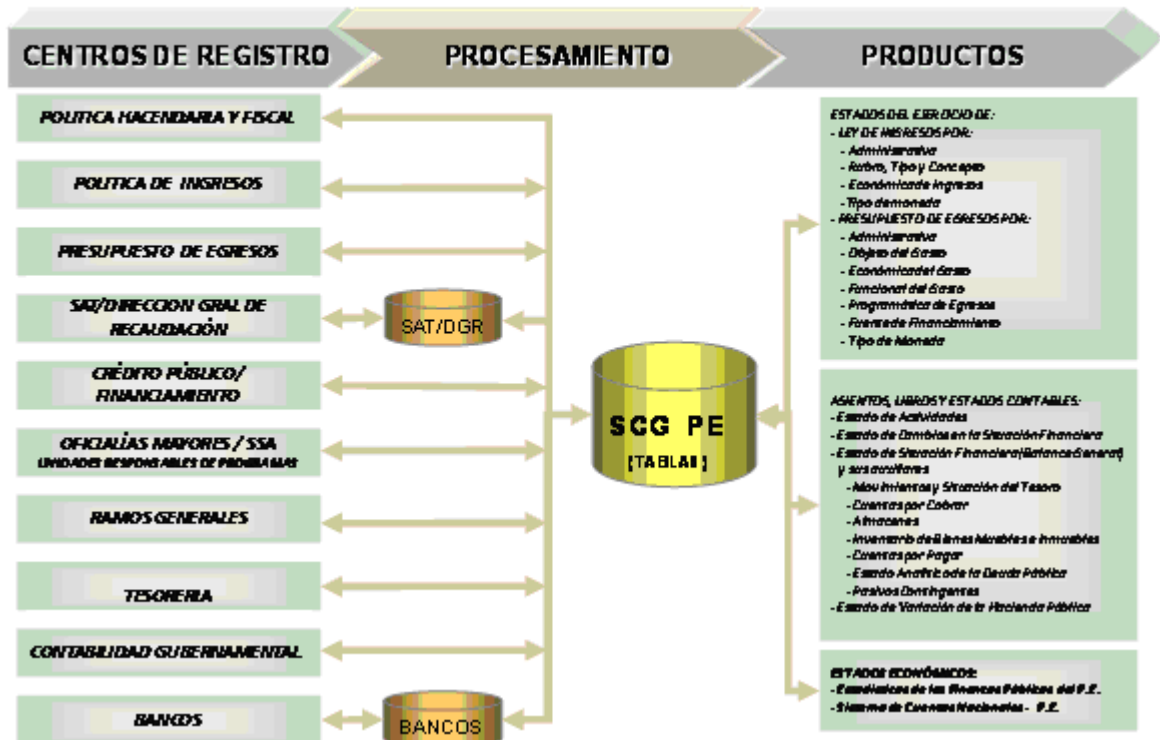 CENTROS DE REGISTRO
PROCESAMIENTO
PRODUCTOS
POLITICA HACENDARIA Y FISCAL
POLITICA DE INGRESOS
PRESUPUESTO DE EGRESOS
SAT/DIRECCION GRAL DE
RECAUDACIÓN
CRÉDITO PÚBLICO/
FINANCIAMIENTO
OFICIALÍAS MAYORES / SSA
UNIDADES RESPONSABLES DE PROGRAMAS
RAMOS GENERALES
TESORERIA
CONTABILIDAD GUBERNAMENTAL
BANCOS
SAT/DGR
BANCOS
SCG PE
(TABLAS)
ESTADOS DEL EJERCICIO DE:
- LEY DE INGRESOS POR:
- Administrativa
- Rubro, Tipo y Concepto
- Económica de Ingresos
- Tipo de moneda
- PRESUPUESTO DE EGRESOS POR:
- Administrativa
- Objeto del Gasto
- Económica del Gasto
- Funcional del Gasto
- Programática de Egresos
- Fuente de Financiamiento
- Tipo de Moneda
ASIENTOS, LIBROS Y ESTADOS CONTABLES:
- Estado de Actividades
- Estado de Cambios en la Situación Financiera
- Estado de Situación Financiera (Balance General)
y sus auxiliares
- Movimientos y Situación del Tesoro
- Cuentas por Cobrar
- Almacenes
- Inventario de Bienes Muebles e Inmuebles
- Cuentas por Pagar
- Estado Analítico de la Deuda Pública
- Pasivos Contingentes
- Estado de Variación de la Hacienda Pública
ESTADOS ECONÓMICOS:
- Estadísticas de las Finanzas Públicas del P.E.
- Sistema de Cuentas Nacionales - P.E.